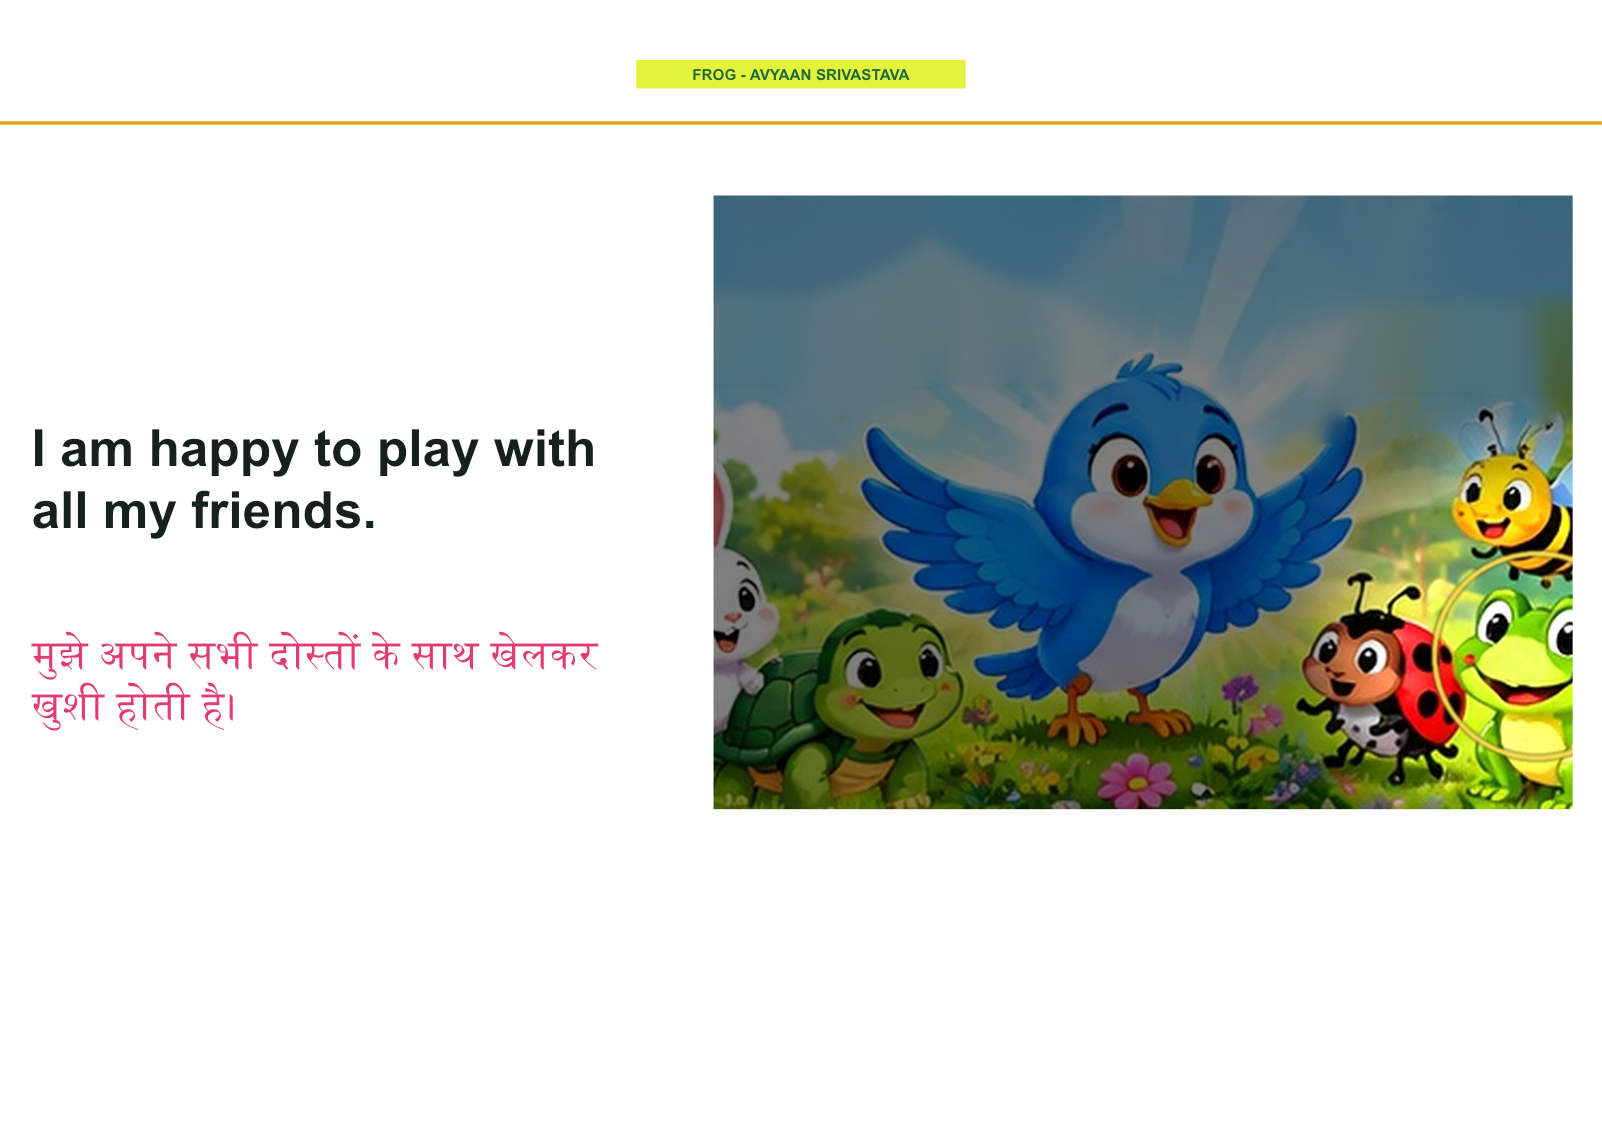 FROG - AVYAAN SRIVASTAVA
I am happy to play with
all my friends.
मुझे अपने सभी दोस्तों के साथ खेलकर
खुशी होती है।